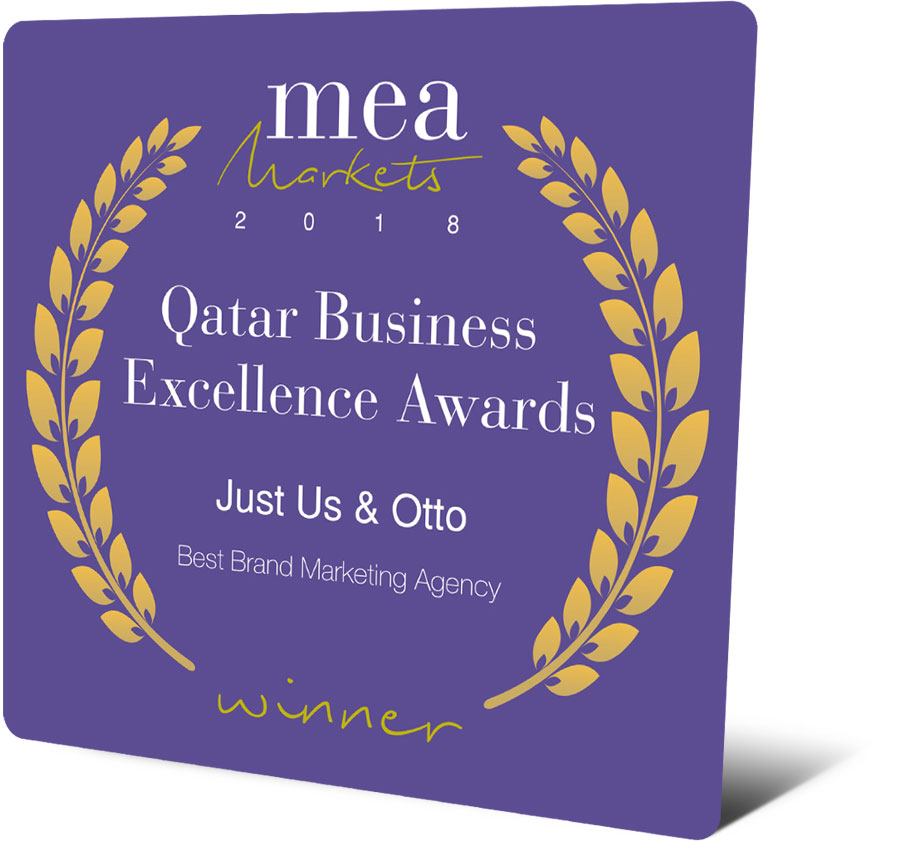 mea
Markets
2 0 1 8
Qatar Business
Excellence Awards
Just Us & Otto
Best Brand Marketing Agency
winner